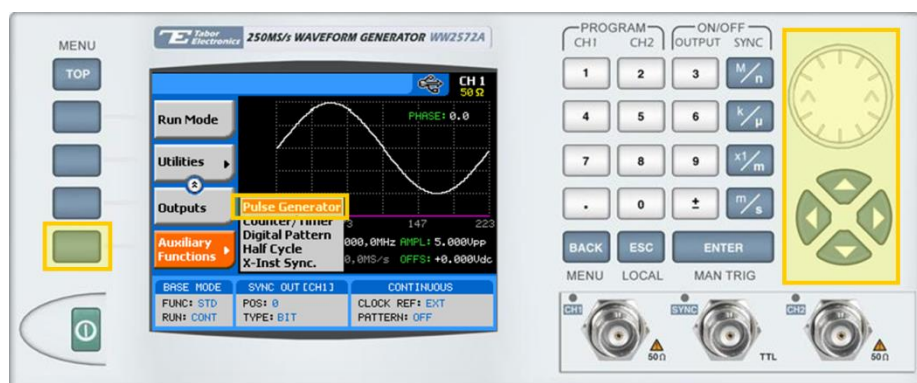 MENU
TOP
Tabor Electronics 250MS/s WAVEFORM GENERATOR WW2572A
CH 1
50 Ω
Run Mode
Utilities
Outputs
Auxiliary
Functions
PHASE: 0.0
Pulse Generator
Counter/Timer
Digital Pattern
Half Cycle
X-Inst Sync.
3 147 223
000,0MHz AMPL: 5.000Vpp
0,0MS/s OFFS: +0.000Vdc
BASE MODE
FUNC: STD
RUN: CONT
SYNC OUT [CH1]
POS: 0
TYPE: BIT
CONTINUOUS
CLOCK REF: EXT
PATTERN: OFF
PROGRAM ON/OFF
CH1 CH2 OUTPUT SYNC
1 2 3 M/n
4 5 6 k/µ
7 8 9 x1/m
. 0 ± m/s
BACK ESC ENTER
MENU LOCAL MAN TRIG
CH1 SYNC CH2
50Ω TTL 50Ω